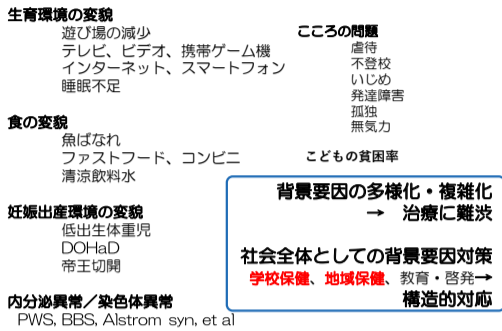 生育環境の変貌
遊び場の減少
テレビ、ビデオ、携帯ゲーム機
インターネット、スマートフォン
睡眠不足
食の変貌
魚ばなれ
ファストフード、コンビニ
清涼飲料水
妊娠出産環境の変貌
低出生体重児
DOHaD
帝王切開
内分泌異常／染色体異常
PWS, BBS, Alstrom syn, et al
こころの問題
虐待
不登校
いじめ
発達障害
孤独
無気力
こどもの貧困率
背景要因の多様化・複雑化
→ 治療に難渋
社会全体としての背景要因対策
学校保健、地域保健、教育・啓発→
構造的対応